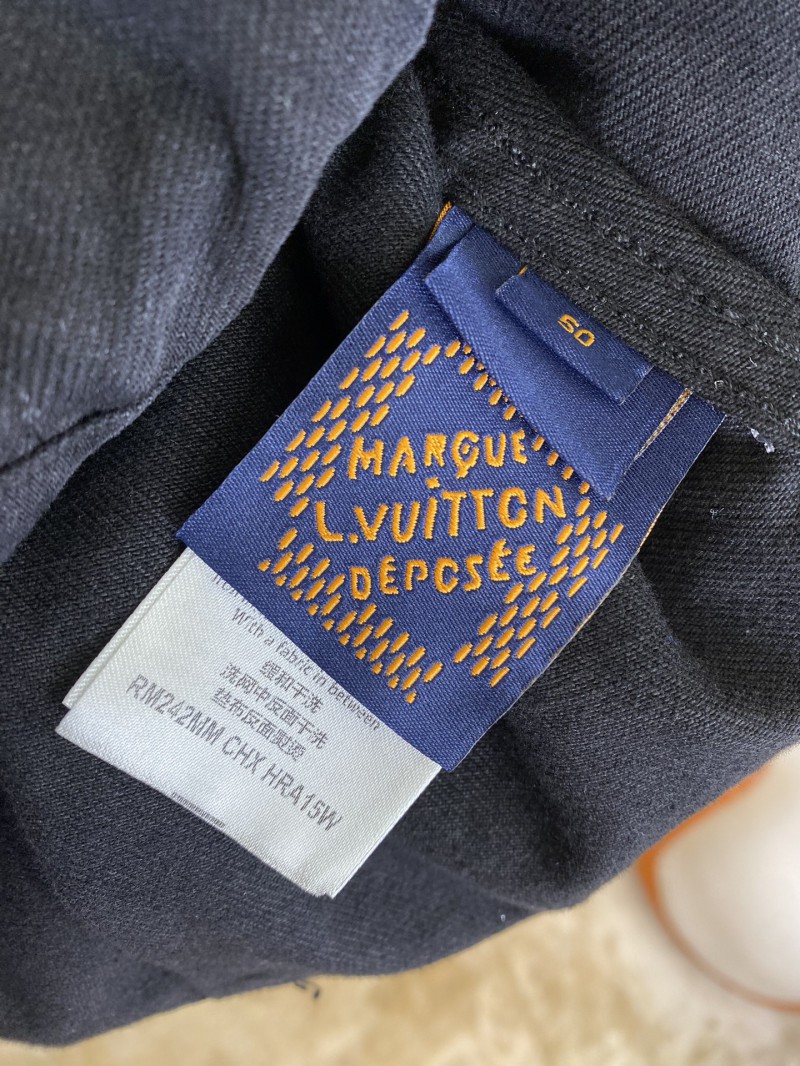 50
MARQUE
L.VUITTON
DÉPOSÉE
With a fabric in between
缓和干洗
洗网中反面干洗
垫布反面熨烫
RM242MM CHX HRA15W